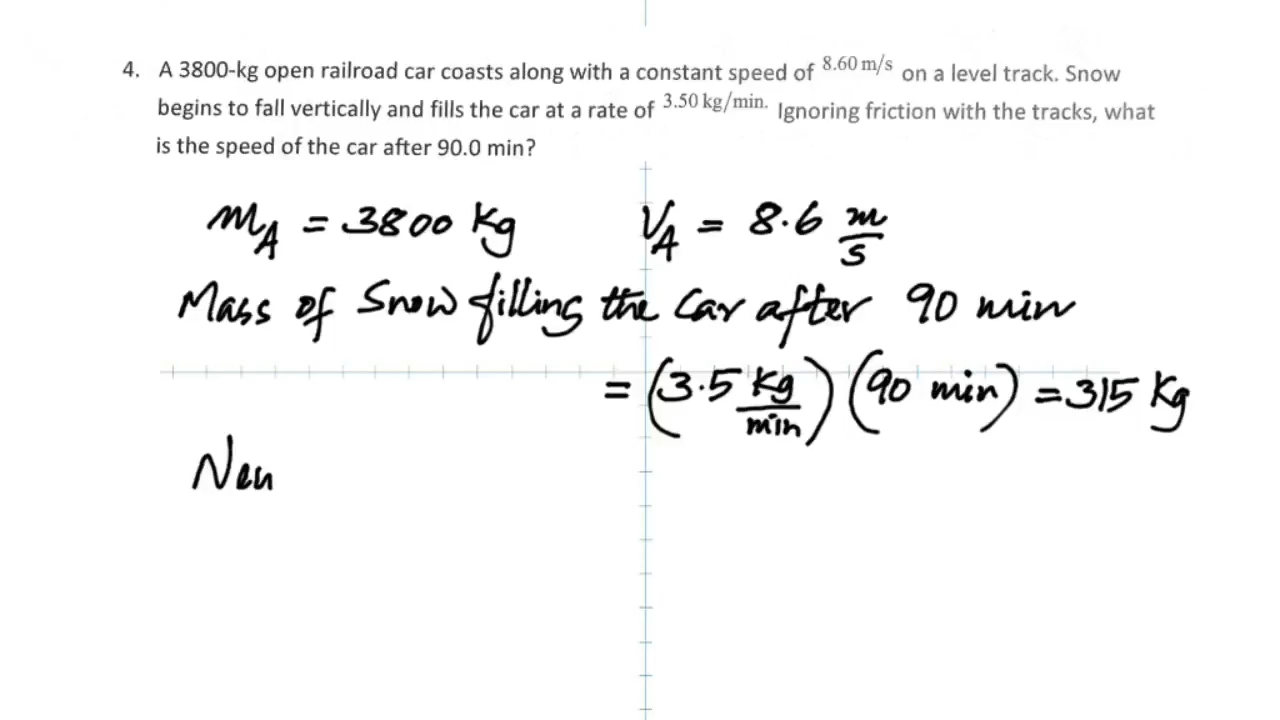 4. A 3800-kg open railroad car coasts along with a constant speed of 8.60 m/s on a level track. Snow
begins to fall vertically and fills the car at a rate of 3.50 kg/min. Ignoring friction with the tracks, what
is the speed of the car after 90.0 min?
m_A = 3800 kg V_A = 8.6 m/s
Mass of Snow filling the Car after 90 min
= (3.5 kg/min) (90 min) = 315 kg
New